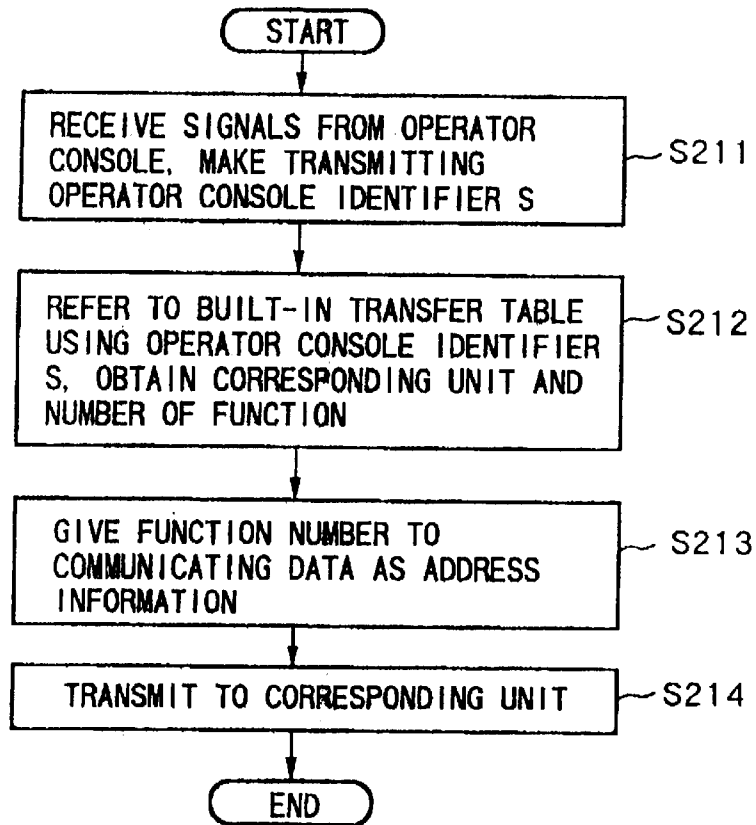 START
RECEIVE SIGNALS FROM OPERATOR
CONSOLE, MAKE TRANSMITTING
OPERATOR CONSOLE IDENTIFIER S
S211
REFER TO BUILT-IN TRANSFER TABLE
USING OPERATOR CONSOLE IDENTIFIER
S, OBTAIN CORRESPONDING UNIT AND
NUMBER OF FUNCTION
S212
GIVE FUNCTION NUMBER TO
COMMUNICATING DATA AS ADDRESS
INFORMATION
S213
TRANSMIT TO CORRESPONDING UNIT
S214
END